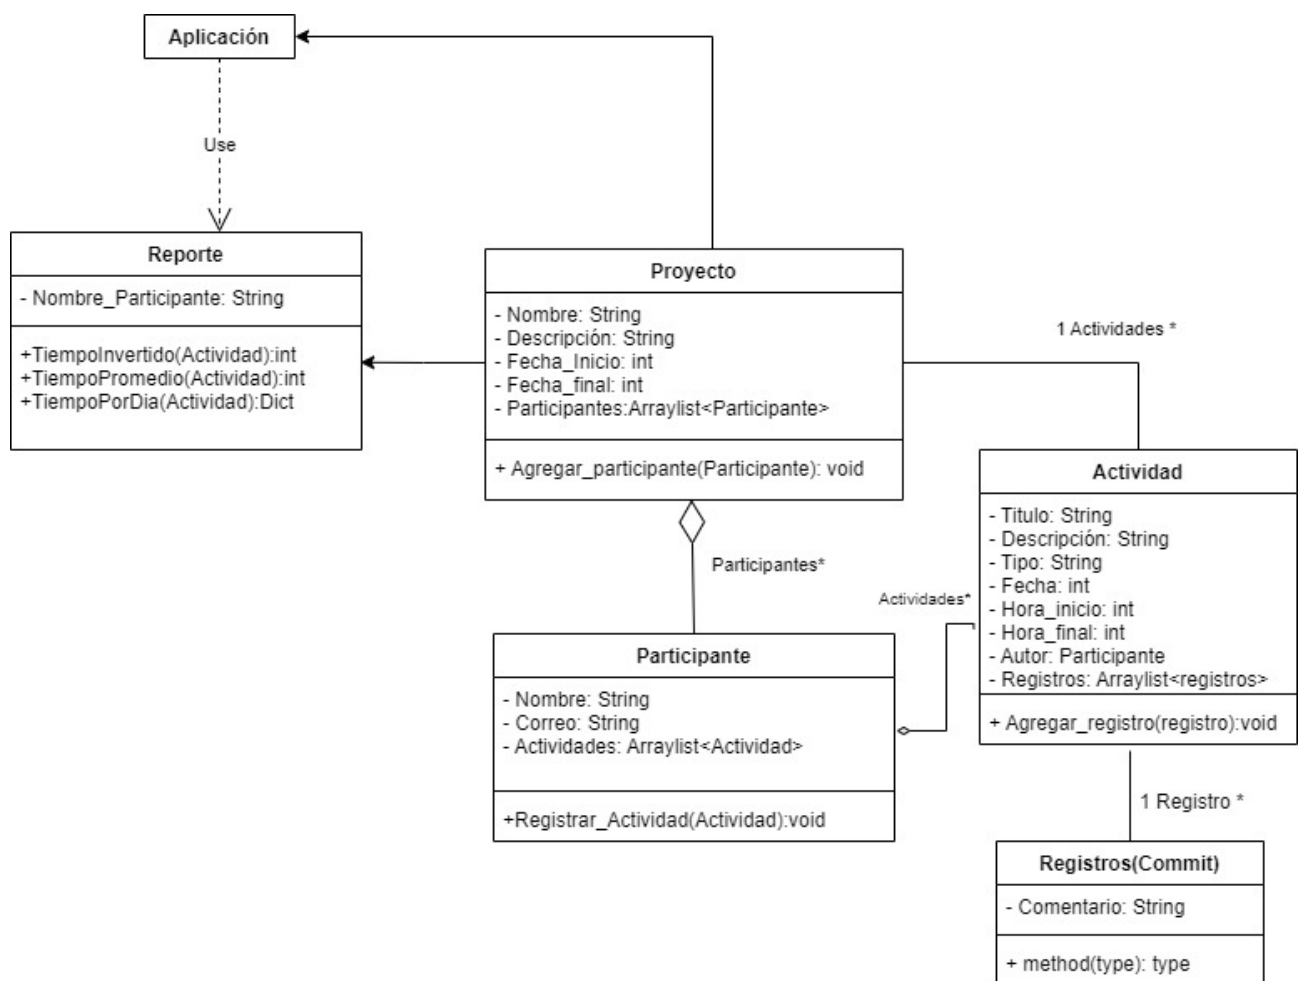 Aplicación
Use
Reporte
- Nombre_Participante: String
+TiempoInvertido(Actividad):int
+TiempoPromedio(Actividad):int
+TiempoPorDia(Actividad):Dict
Proyecto
- Nombre: String
- Descripción: String
- Fecha_Inicio: int
- Fecha_final: int
- Participantes:Arraylist<Participante>
+ Agregar_participante(Participante): void
1 Actividades *
Participantes*
Actividades*
Participante
- Nombre: String
- Correo: String
- Actividades: Arraylist<Actividad>
+Registrar_Actividad(Actividad):void
Actividad
- Titulo: String
- Descripción: String
- Tipo: String
- Fecha: int
- Hora_inicio: int
- Hora_final: int
- Autor: Participante
- Registros: Arraylist<registros>
+ Agregar_registro(registro):void
1 Registro *
Registros(Commit)
- Comentario: String
+ method(type): type